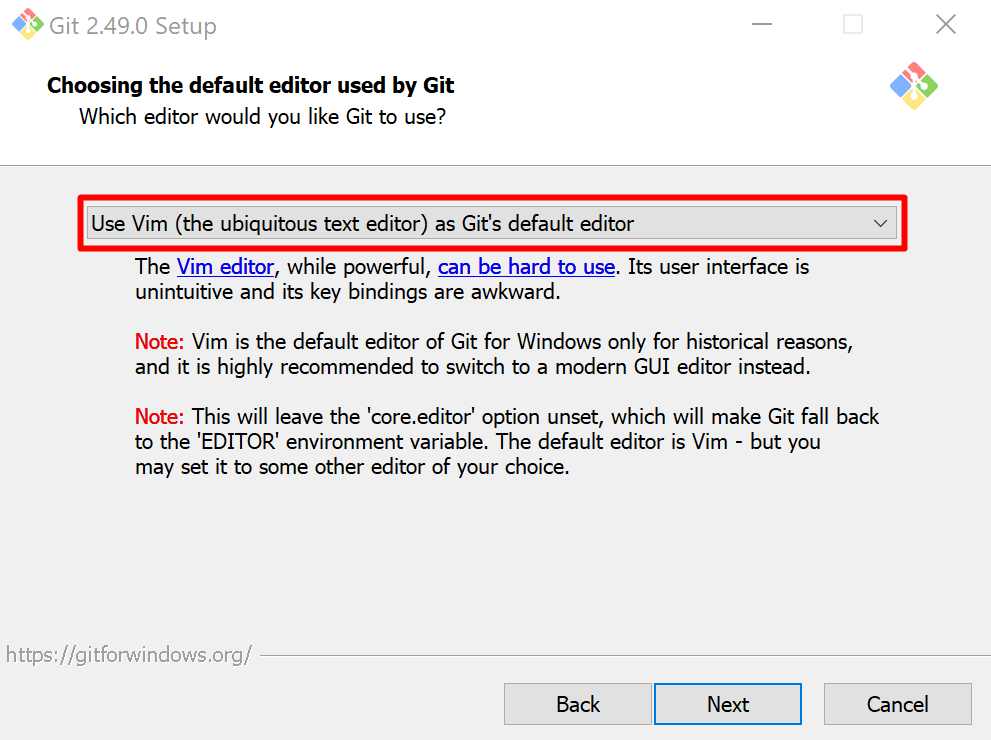 Git 2.49.0 Setup
Choosing the default editor used by Git
Which editor would you like Git to use?
Use Vim (the ubiquitous text editor) as Git's default editor
The Vim editor, while powerful, can be hard to use. Its user interface is
unintuitive and its key bindings are awkward.
Note: Vim is the default editor of Git for Windows only for historical reasons,
and it is highly recommended to switch to a modern GUI editor instead.
Note: This will leave the 'core.editor' option unset, which will make Git fall back
to the 'EDITOR' environment variable. The default editor is Vim - but you
may set it to some other editor of your choice.
https://gitforwindows.org/
Back Next Cancel